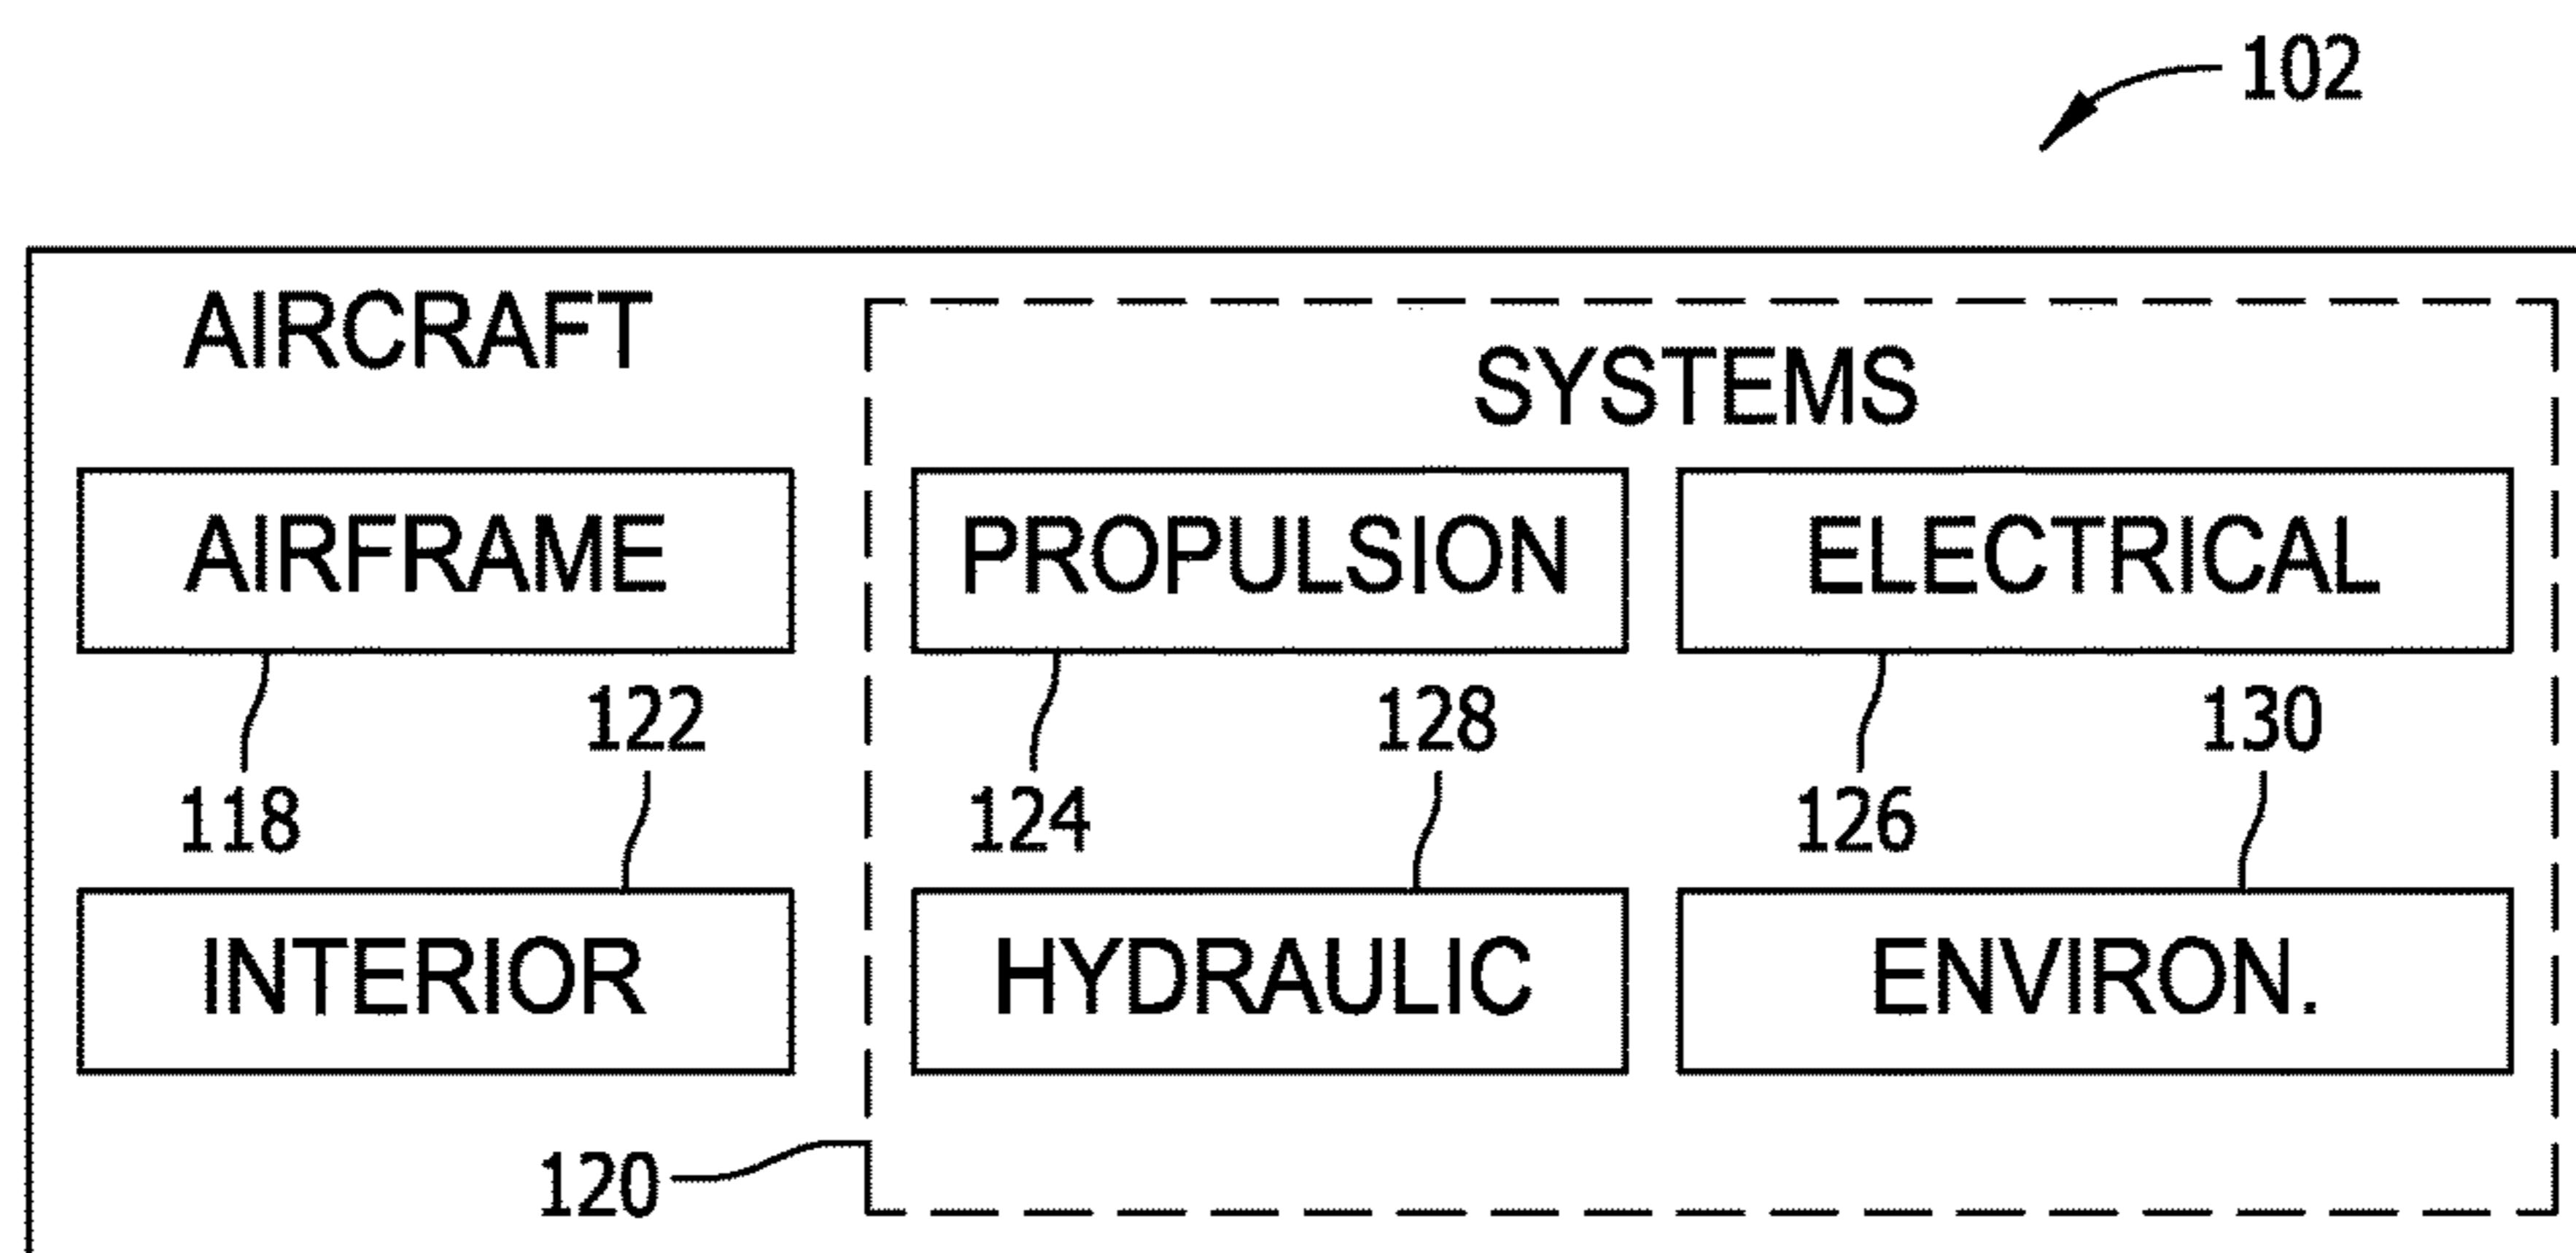 102
AIRCRAFT
SYSTEMS
AIRFRAME
PROPULSION
ELECTRICAL
122
128
130
118
124
126
INTERIOR
HYDRAULIC
ENVIRON.
120